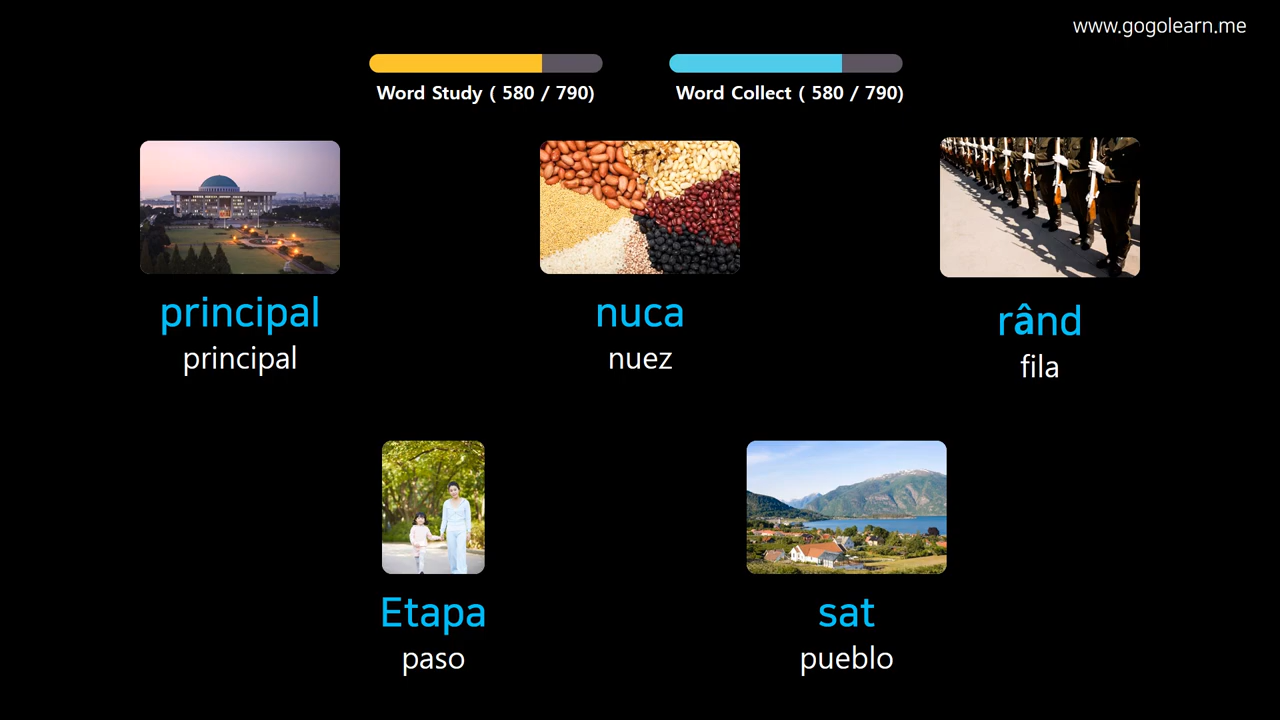 www.gogolearn.me
Word Study ( 580 / 790)
Word Collect ( 580 / 790)
principal
principal
nuca
nuez
rând
fila
Etapa
paso
sat
pueblo